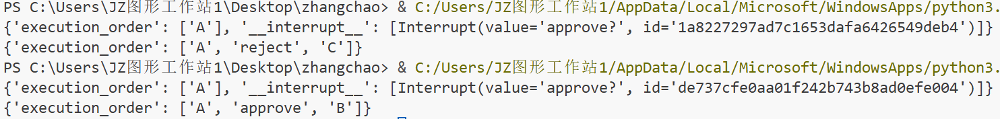 PS C:\Users\JZ图形工作站1\Desktop\zhangchao> & C:/Users/JZ图形工作站1/AppData/Local/Microsoft/WindowsApps/python3.
{'execution_order': ['A'], '__interrupt__': [Interrupt(value='approve?', id='1a8227297ad7c1653dafa6426549deb4')]}
{'execution_order': ['A', 'reject', 'C']}
PS C:\Users\JZ图形工作站1\Desktop\zhangchao> & C:/Users/JZ图形工作站1/AppData/Local/Microsoft/WindowsApps/python3.
{'execution_order': ['A'], '__interrupt__': [Interrupt(value='approve?', id='de737cfe0aa01f242b743b8ad0efe004')]}
{'execution_order': ['A', 'approve', 'B']}